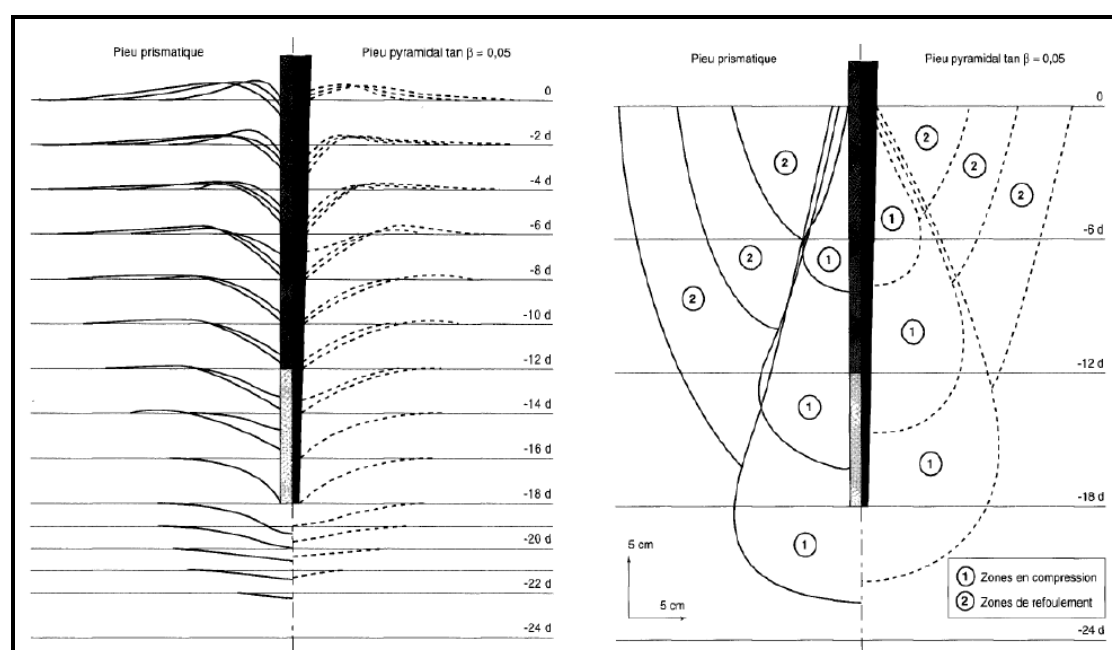 Pieu prismatique
Pieu pyramidal tan β = 0,05
0
-2 d
-4 d
-6 d
-8 d
-10 d
-12 d
-14 d
-16 d
-18 d
-20 d
-22 d
-24 d
Pieu prismatique
Pieu pyramidal tan β = 0,05
0
2
2
2
1
-6 d
2
1
2
1
1
-12 d
1
1
-18 d
1
5 cm
5 cm
1 Zones en compression
2 Zones de refoulement
-24 d